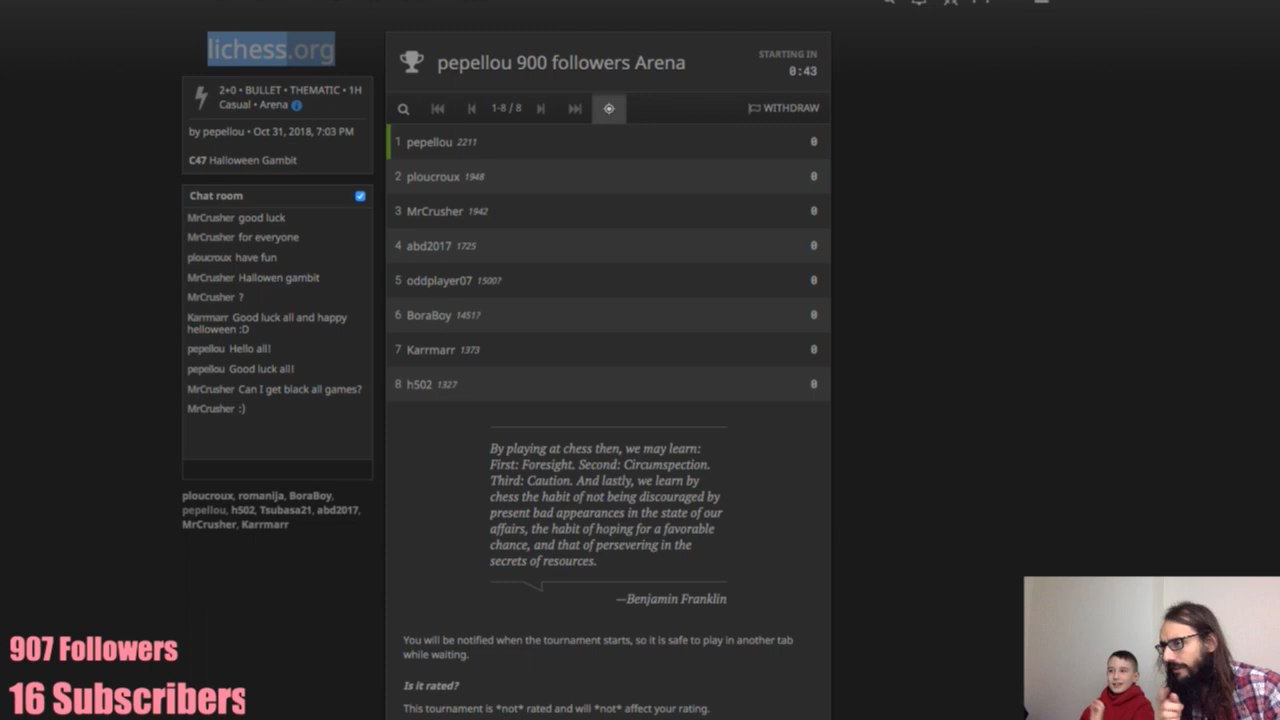 lichess.org
2+0 • BULLET • THEMATIC • 1H
Casual • Arena
by pepellou • Oct 31, 2018, 7:03 PM
C47 Halloween Gambit
Chat room
MrCrusher good luck
MrCrusher for everyone
ploucroux have fun
MrCrusher Hallowen gambit
MrCrusher ?
Karrmarr Good luck all and happy
helloween :D
pepellou Hello all!
pepellou Good luck all!
MrCrusher Can I get black all games?
MrCrusher :)
ploucroux, romanija, BoraBoy,
pepellou, h502, Tsubasa21, abd2017,
MrCrusher, Karrmarr
pepellou 900 followers Arena
STARTING IN
0:43
1-8 / 8
WITHDRAW
1 pepellou 2211 0
2 ploucroux 1948 0
3 MrCrusher 1942 0
4 abd2017 1725 0
5 oddplayer07 1500? 0
6 BoraBoy 1451? 0
7 Karrmarr 1373 0
8 h502 1327 0
By playing at chess then, we may learn:
First: Foresight. Second: Circumspection.
Third: Caution. And lastly, we learn by
chess the habit of not being discouraged by
present bad appearances in the state of our
affairs, the habit of hoping for a favorable
chance, and that of persevering in the
secrets of resources.
—Benjamin Franklin
You will be notified when the tournament starts, so it is safe to play in another tab
while waiting.
Is it rated?
This tournament is *not* rated and will *not* affect your rating.
907 Followers
16 Subscribers